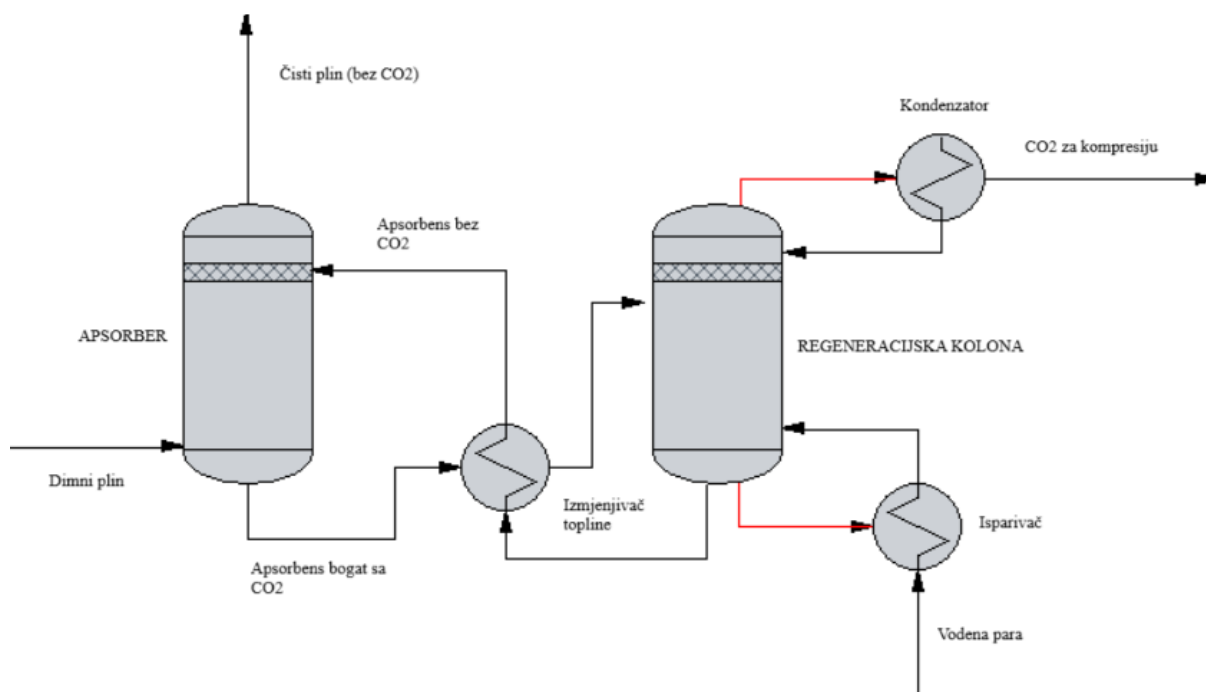 Čisti plin (bez CO2)
Kondenzator
CO2 za kompresiju
Apsorbens bez
CO2
APSORBER
REGENERACIJSKA KOLONA
Dimni plin
Izmjenjivač
topline
Isparivač
Apsorbens bogat sa
CO2
Vodena para